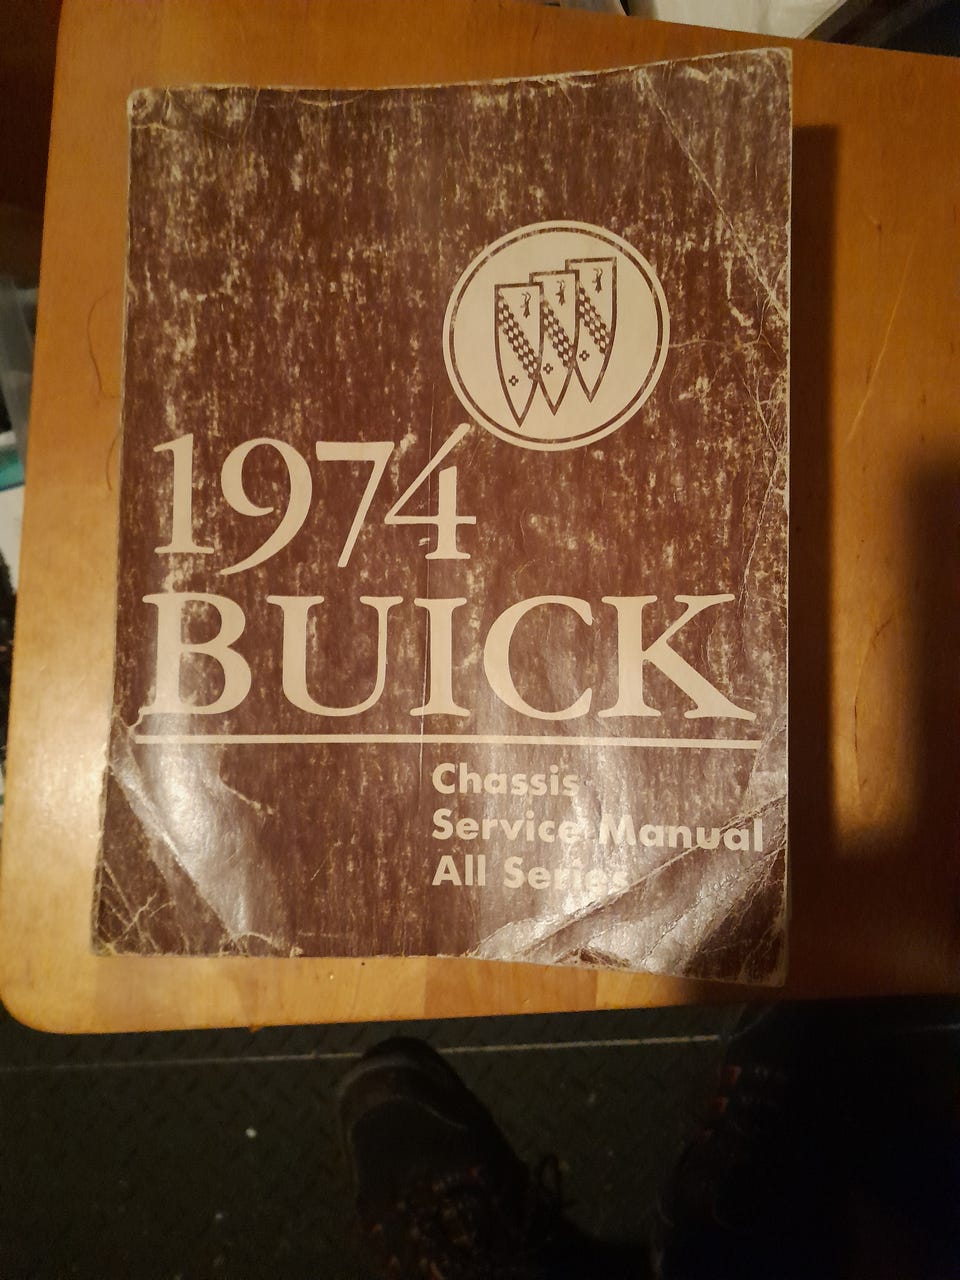 1974
BUICK
Chassis
Service Manual
All Series